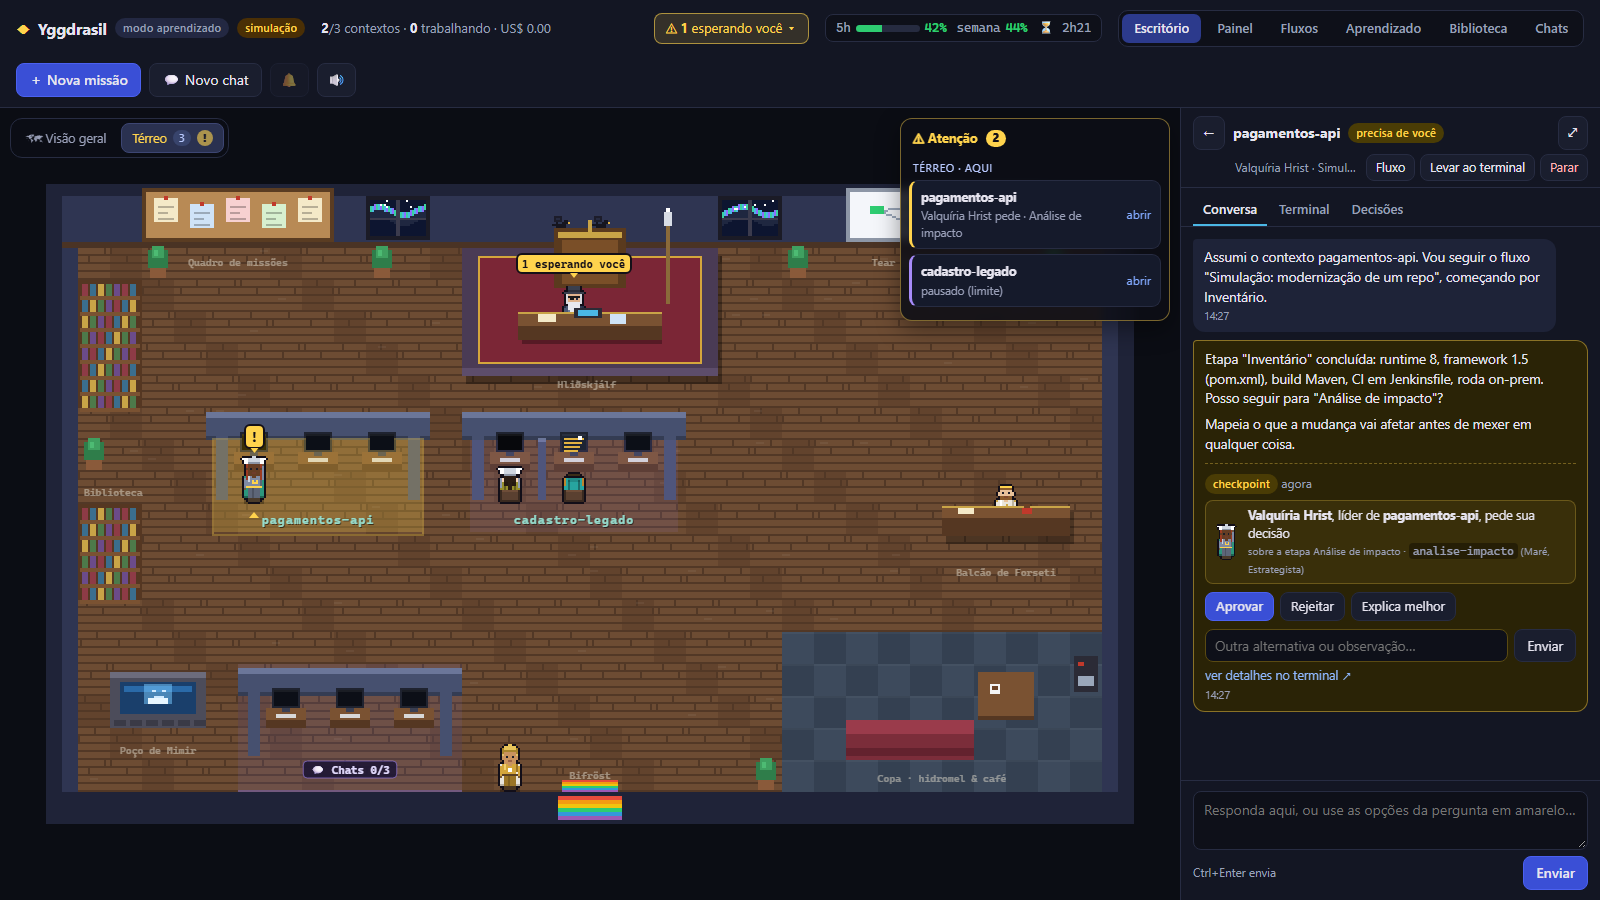 Yggdrasil
modo aprendizado
simulação
2/3 contextos · 0 trabalhando · US$ 0.00
⚠ 1 esperando você
5h 42% semana 44% ⏳ 2h21
Escritório
Painel
Fluxos
Aprendizado
Biblioteca
Chats
+ Nova missão
Novo chat
Visão geral
Térreo 3 !
Quadro de missões
1 esperando você
Tear
Hliðskjálf
⚠ Atenção 2
TÉRREO · AQUI
pagamentos-api
Valquíria Hrist pede · Análise de
impacto
abrir
cadastro-legado
pausado (limite)
abrir
!
Biblioteca
pagamentos-api
cadastro-legado
Balcão de Forseti
Poço de Mímir
Chats 0/3
Bifröst
Copa · hidromel & café
←
pagamentos-api
precisa de você
Valquíria Hrist · Simul...
Fluxo
Levar ao terminal
Parar
Conversa
Terminal
Decisões
Assumi o contexto pagamentos-api. Vou seguir o fluxo
"Simulação: modernização de um repo", começando por
Inventário.
14:27
Etapa "Inventário" concluída: runtime 8, framework 1.5
(pom.xml), build Maven, CI em Jenkinsfile, roda on-prem.
Posso seguir para "Análise de impacto"?
Mapeia o que a mudança vai afetar antes de mexer em
qualquer coisa.
checkpoint agora
Valquíria Hrist, líder de pagamentos-api, pede sua
decisão
sobre a etapa Análise de impacto · analise-impacto (Maré,
Estrategista)
Aprovar
Rejeitar
Explica melhor
Outra alternativa ou observação...
Enviar
ver detalhes no terminal ↗
14:27
Responda aqui, ou use as opções da pergunta em amarelo...
Ctrl+Enter envia
Enviar